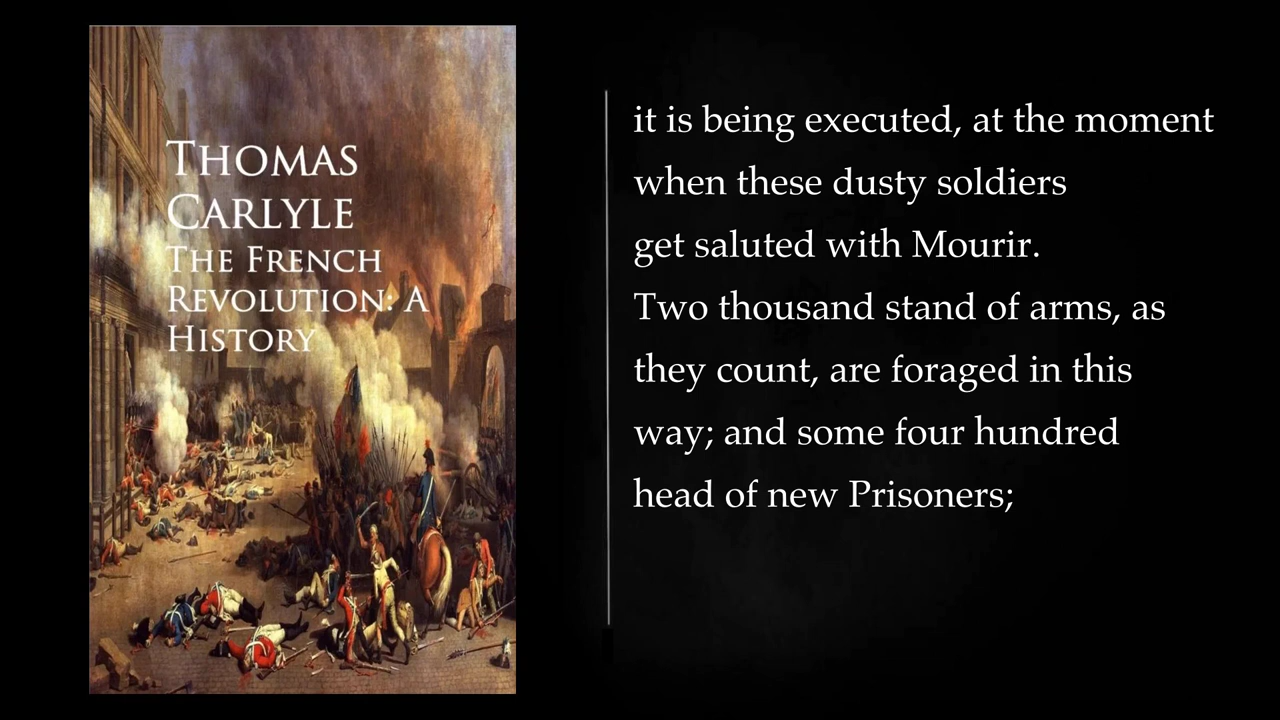 THOMAS
CARLYLE
THE FRENCH
REVOLUTION: A
HISTORY
it is being executed, at the moment
when these dusty soldiers
get saluted with Mourir.
Two thousand stand of arms, as
they count, are foraged in this
way; and some four hundred
head of new Prisoners;